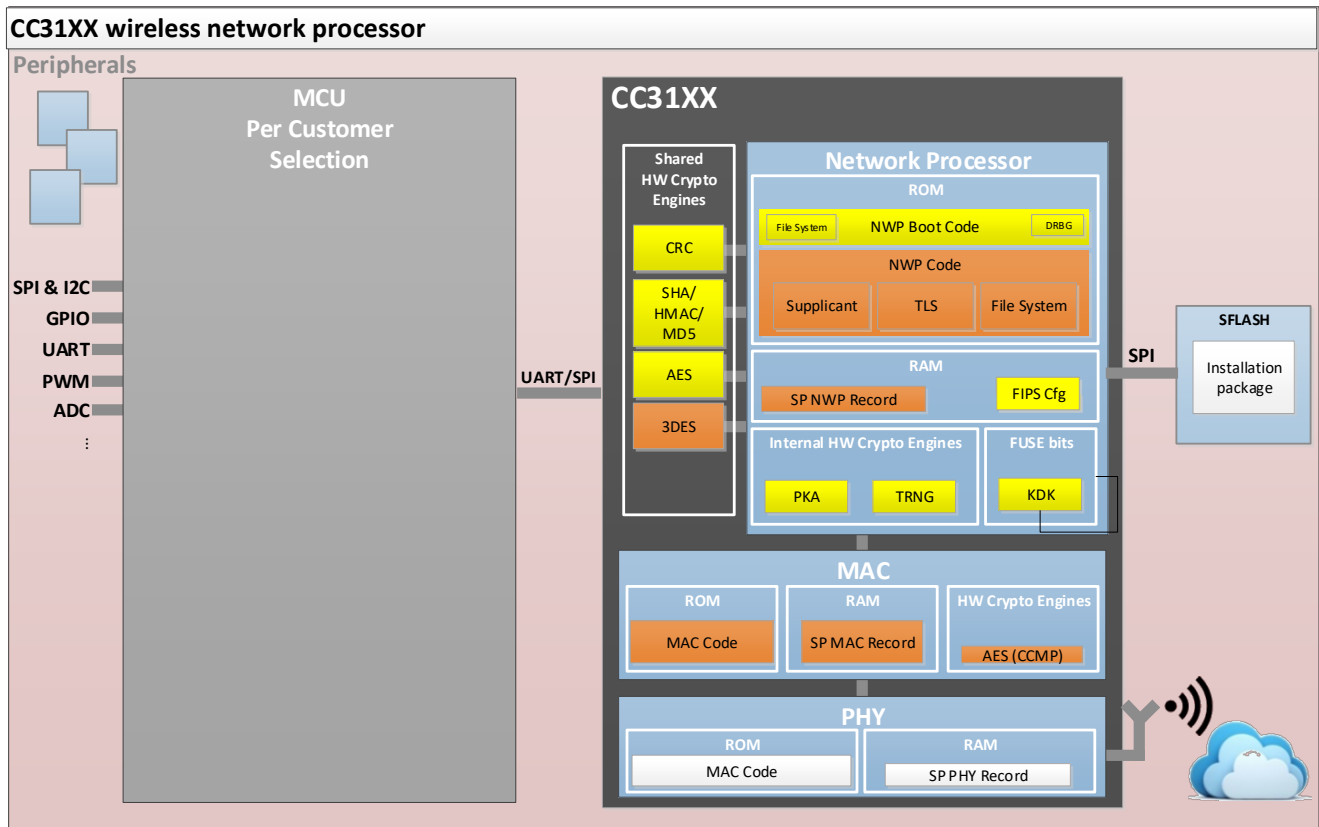 CC31XX wireless network processor
Peripherals
MCU
Per Customer
Selection
SPI & I2C
GPIO
UART
PWM
ADC
...
UART/SPI
CC31XX
Shared
HW Crypto
Engines
CRC
SHA/
HMAC/
MD5
AES
3DES
Network Processor
ROM
File System
NWP Boot Code
DRBG
NWP Code
Supplicant
TLS
File System
RAM
SP NWP Record
FIPS Cfg
Internal HW Crypto Engines
PKA
TRNG
FUSE bits
KDK
MAC
ROM
MAC Code
RAM
SP MAC Record
HW Crypto Engines
AES (CCMP)
PHY
ROM
MAC Code
RAM
SP PHY Record
SPI
SFLASH
Installation
package